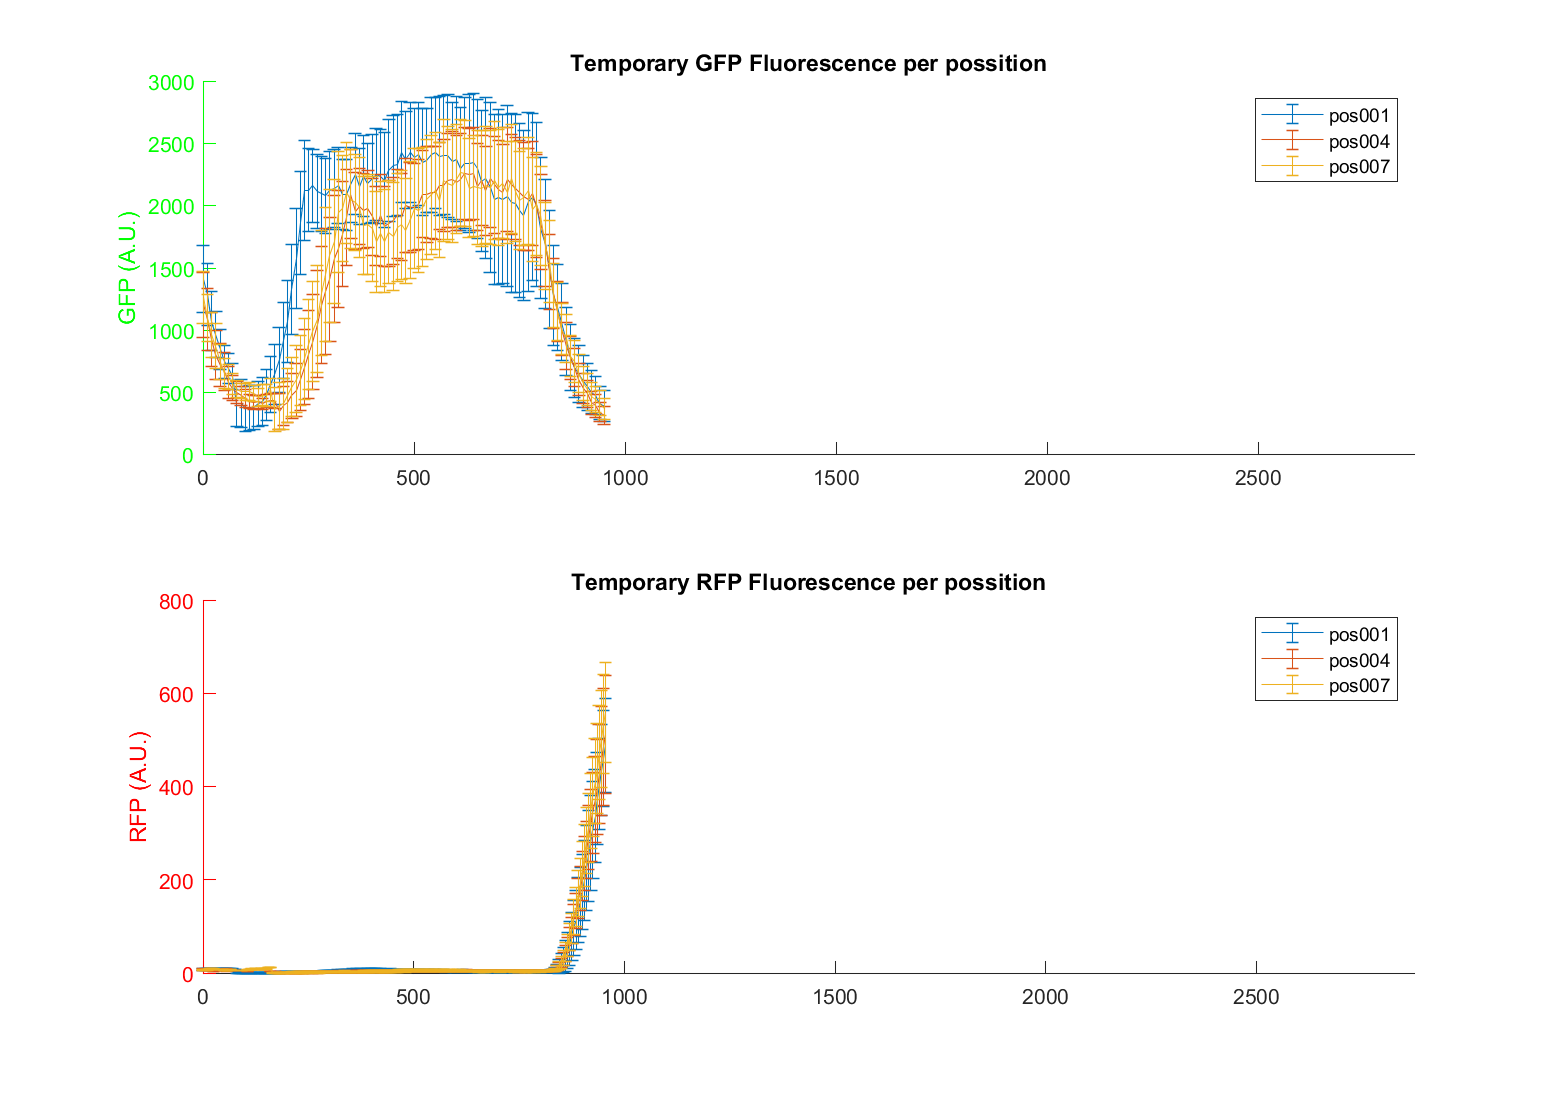 Temporary GFP Fluorescence per possition
3000
2500
2000
1500
1000
500
0
GFP (A.U.)
0 500 1000 1500 2000 2500
pos001
pos004
pos007
Temporary RFP Fluorescence per possition
800
600
400
200
0
RFP (A.U.)
0 500 1000 1500 2000 2500
pos001
pos004
pos007